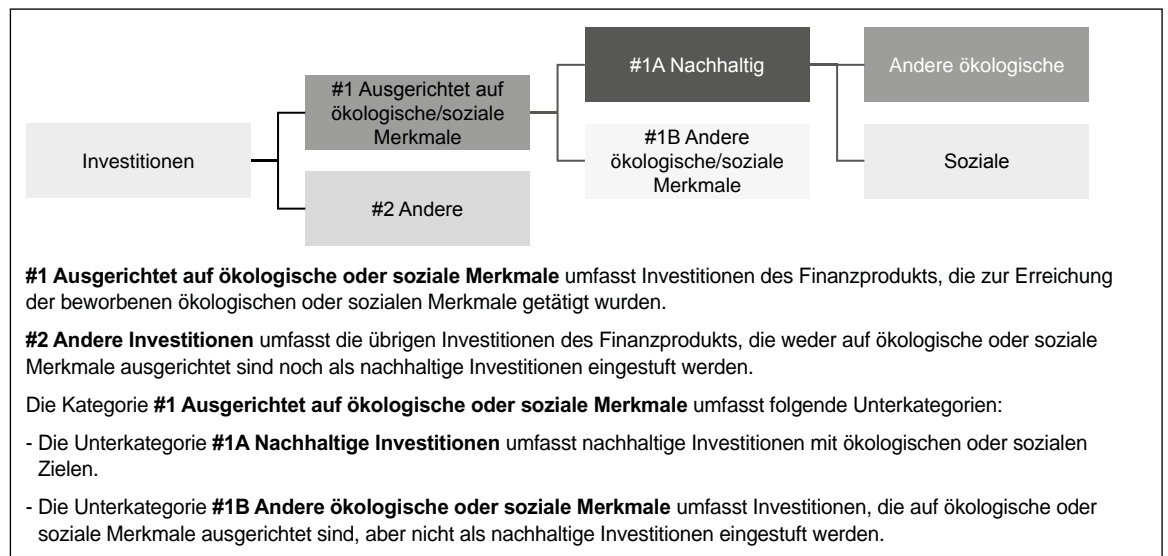 Investitionen
#1 Ausgerichtet auf
ökologische/soziale
Merkmale
#2 Andere
#1A Nachhaltig
#1B Andere
ökologische/soziale
Merkmale
Andere ökologische
Soziale
#1 Ausgerichtet auf ökologische oder soziale Merkmale umfasst Investitionen des Finanzprodukts, die zur Erreichung
der beworbenen ökologischen oder sozialen Merkmale getätigt wurden.
#2 Andere Investitionen umfasst die übrigen Investitionen des Finanzprodukts, die weder auf ökologische oder soziale
Merkmale ausgerichtet sind noch als nachhaltige Investitionen eingestuft werden.
Die Kategorie #1 Ausgerichtet auf ökologische oder soziale Merkmale umfasst folgende Unterkategorien:
- Die Unterkategorie #1A Nachhaltige Investitionen umfasst nachhaltige Investitionen mit ökologischen oder sozialen
Zielen.
- Die Unterkategorie #1B Andere ökologische oder soziale Merkmale umfasst Investitionen, die auf ökologische oder
soziale Merkmale ausgerichtet sind, aber nicht als nachhaltige Investitionen eingestuft werden.